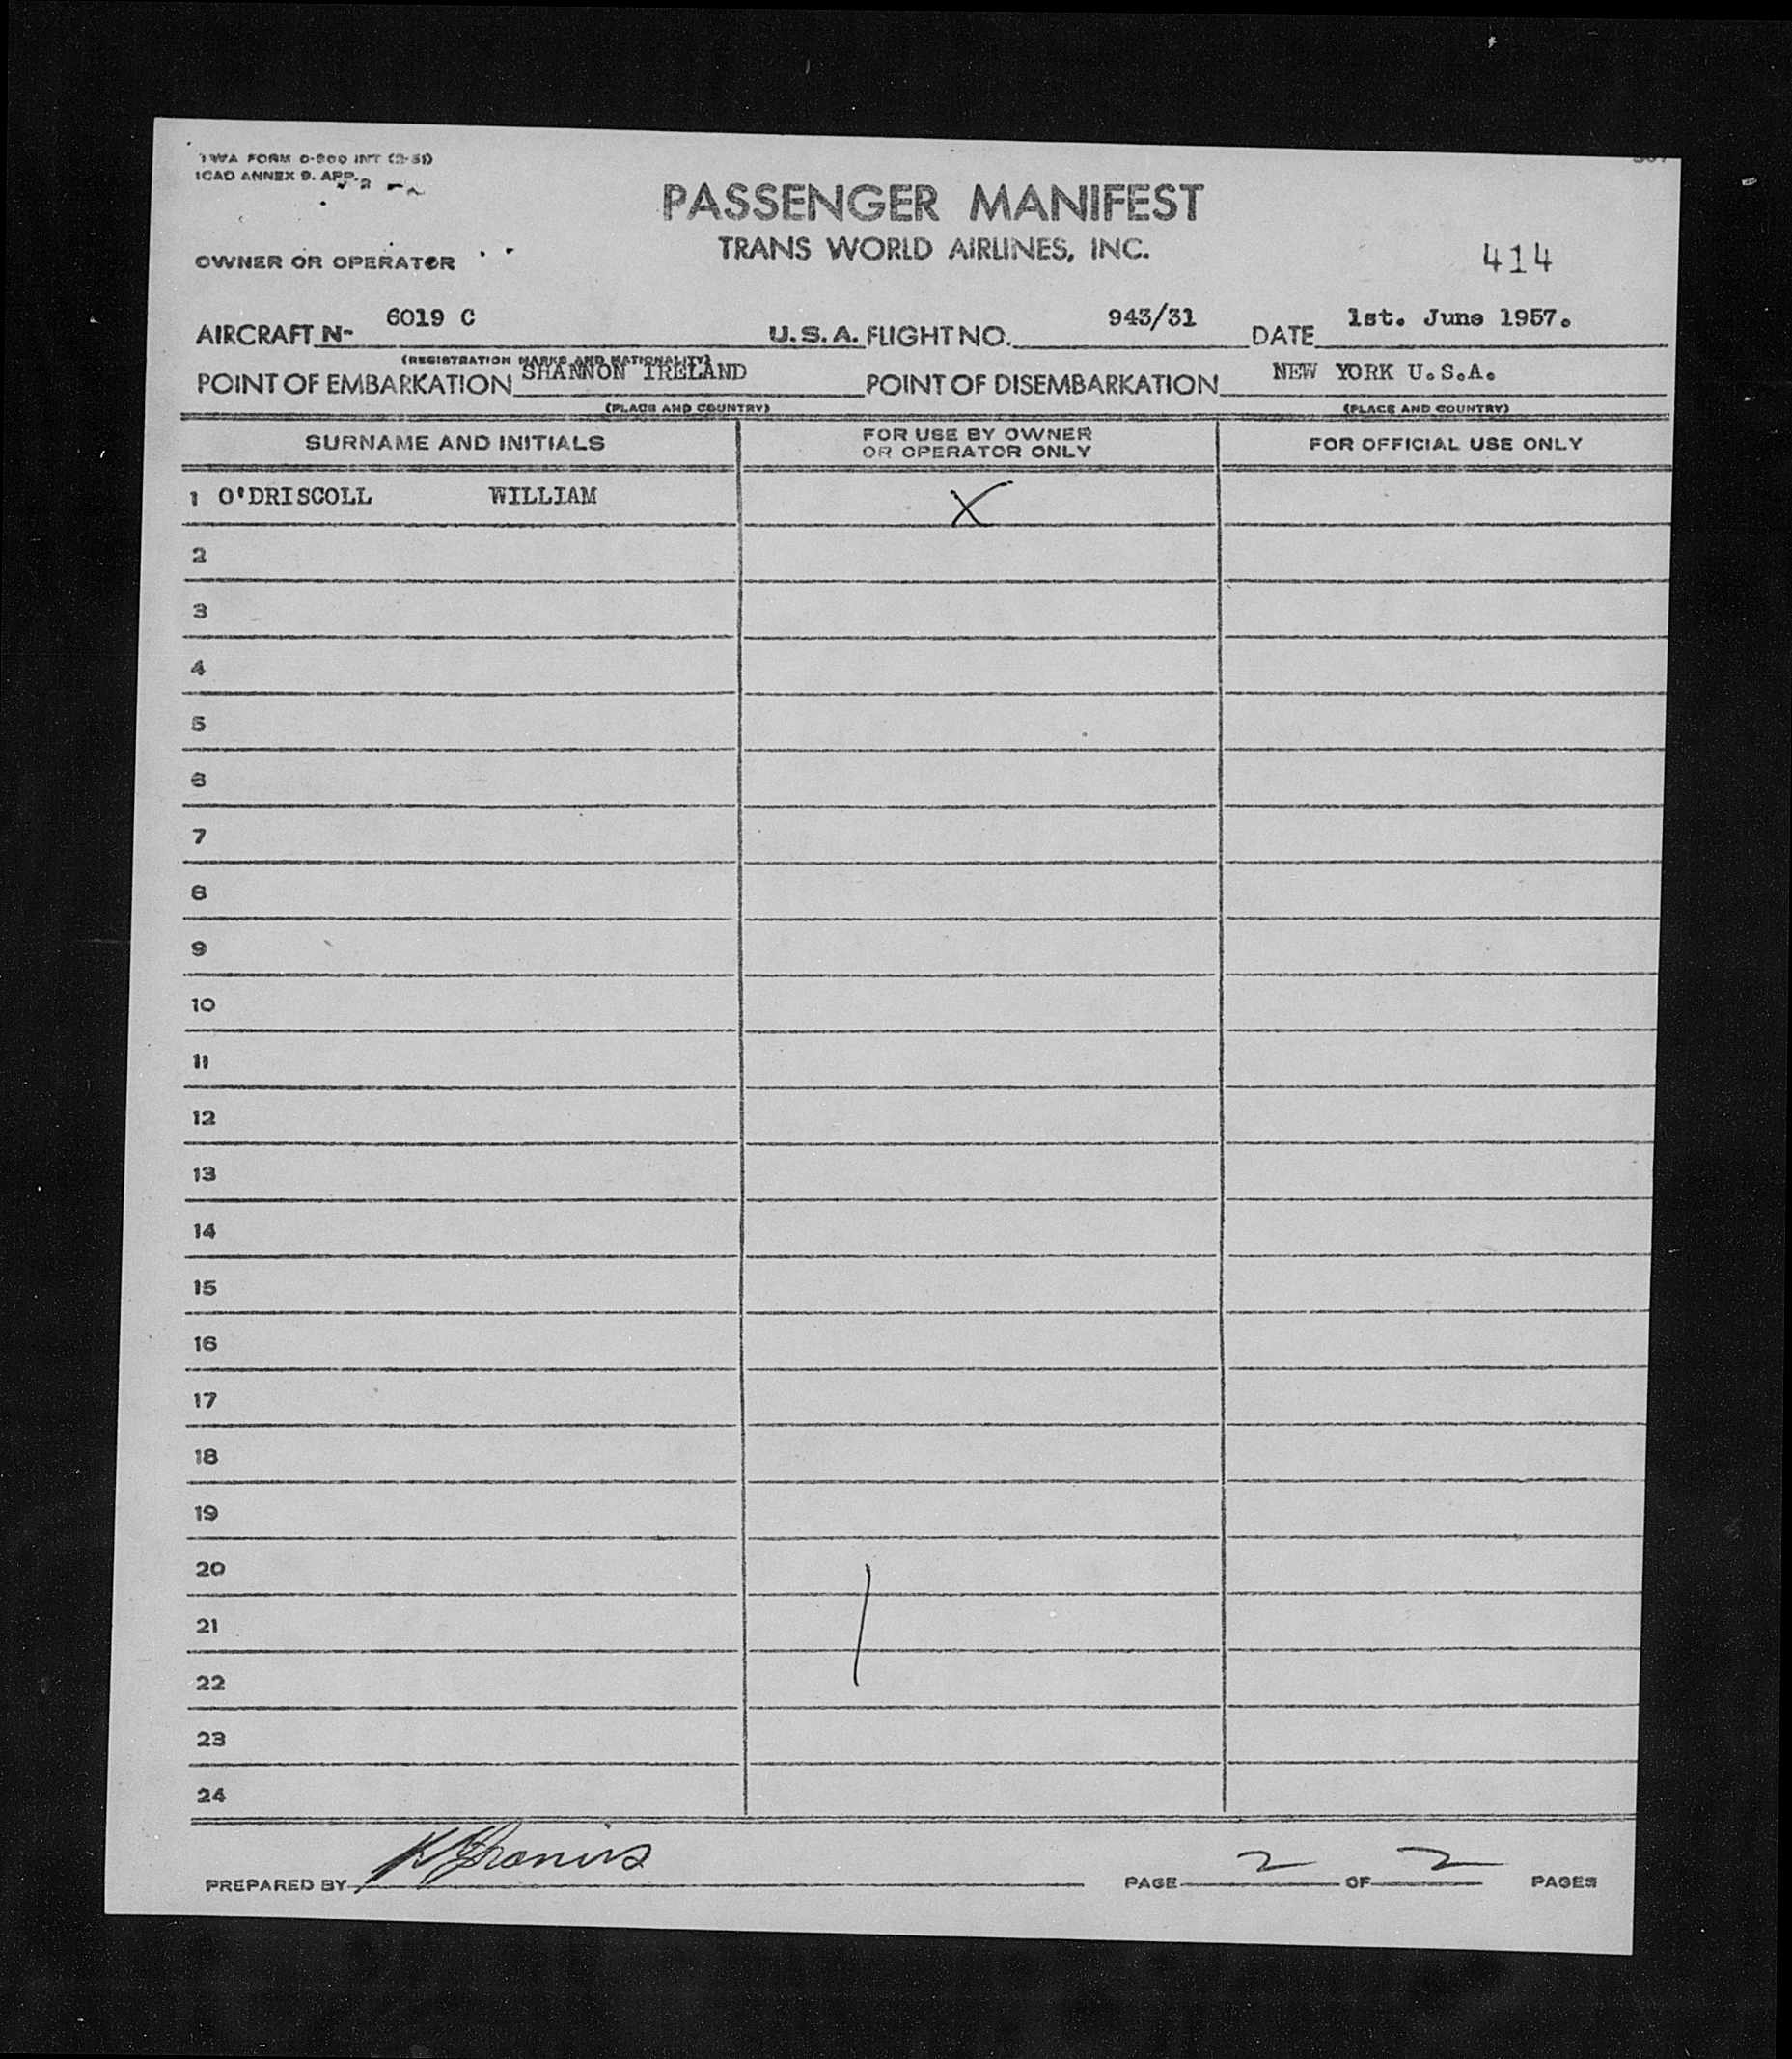 TWA FORM O-800 INT (2-51)
ICAO ANNEX 9. APP.
PASSENGER MANIFEST
TRANS WORLD AIRLINES, INC.
OWNER OR OPERATOR
414
AIRCRAFT N- 6019 C U.S.A. FLIGHT NO. 943/31 DATE 1st. June 1957.
(REGISTRATION MARKS AND NATIONALITY)
POINT OF EMBARKATION SHANNON IRELAND POINT OF DISEMBARKATION NEW YORK U.S.A.
(PLACE AND COUNTRY) (PLACE AND COUNTRY)
SURNAME AND INITIALS FOR USE BY OWNER OR OPERATOR ONLY FOR OFFICIAL USE ONLY
1 O'DRISCOLL WILLIAM X
2
3
4
5
6
7
8
9
10
11
12
13
14
15
16
17
18
19
20
21
22
23
24
PREPARED BY PAGE 2 OF 2 PAGES